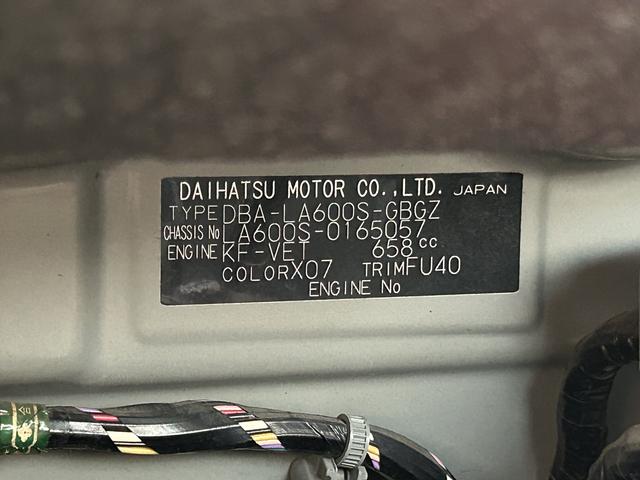 DAIHATSU MOTOR CO.,LTD. JAPAN
TYPE DBA-LA600S-GBGZ
CHASSIS No LA600S-0165057
ENGINE KF-VET 658cc
COLOR X07 TRIM FU40
ENGINE No